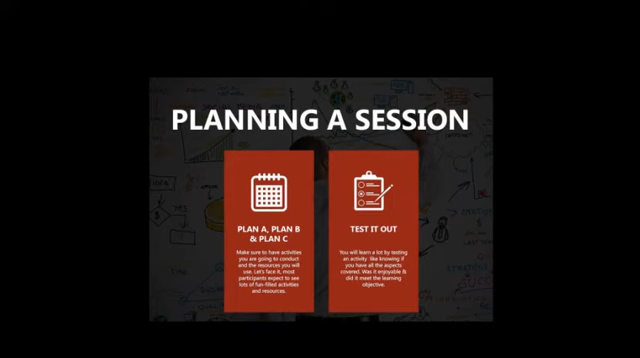 PLANNING A SESSION
PLAN A, PLAN B
& PLAN C
Make sure to have activities
you are going to conduct
and the resources you will
use. Let's face it, most
participants expect to see
lots of fun-filled activities
and resources.
TEST IT OUT
You will learn a lot by testing
an activity like knowing if
you have all the aspects
covered. Was it enjoyable &
did it meet the learning
objective.